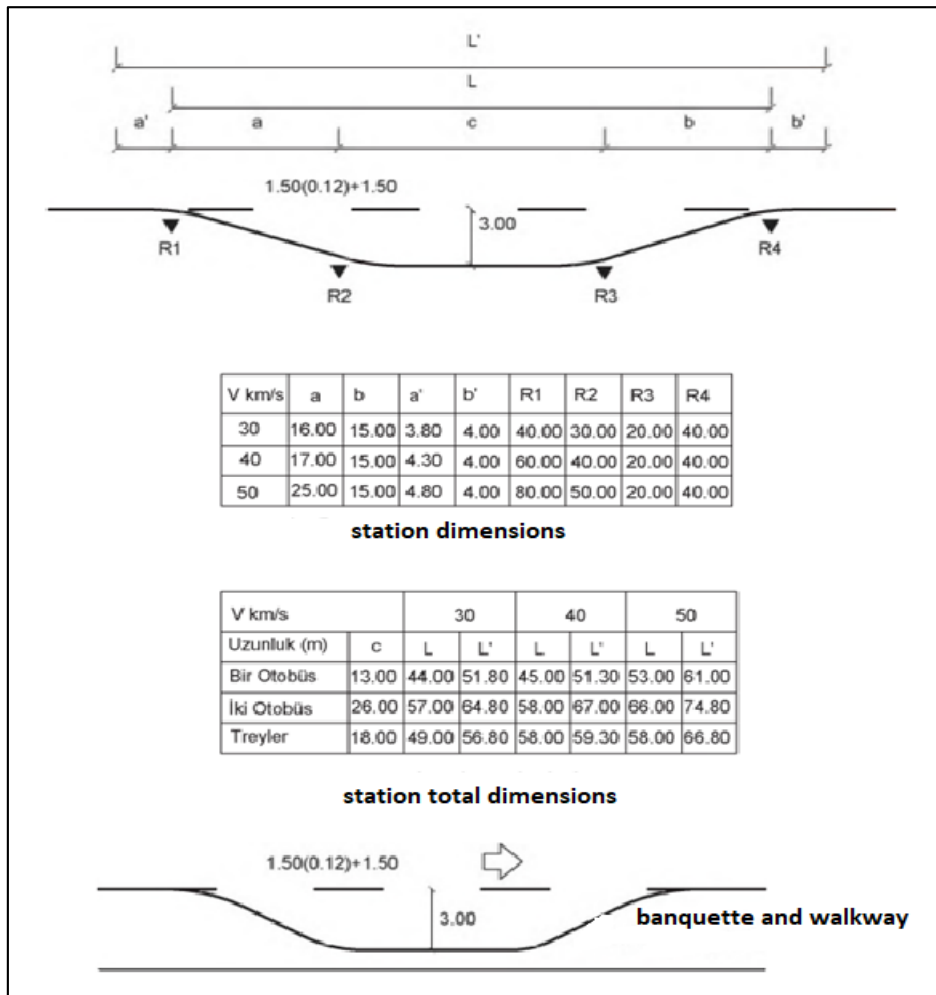 L'
L
a' a c b b'
1.50(0.12)+1.50
3.00
R1 R4
R2 R3
V km/s a b a' b' R1 R2 R3 R4
30 16.00 15.00 3.80 4.00 40.00 30.00 20.00 40.00
40 17.00 15.00 4.30 4.00 60.00 40.00 20.00 40.00
50 25.00 15.00 4.80 4.00 80.00 50.00 20.00 40.00
station dimensions
V km/s 30 40 50
Uzunluk (m) c L L' L L' L L'
Bir Otobüs 13.00 44.00 51.80 45.00 51.30 53.00 61.00
İki Otobüs 26.00 57.00 64.80 58.00 67.00 66.00 74.80
Treyler 18.00 49.00 56.80 58.00 59.30 58.00 66.80
station total dimensions
1.50(0.12)+1.50
3.00
banquette and walkway